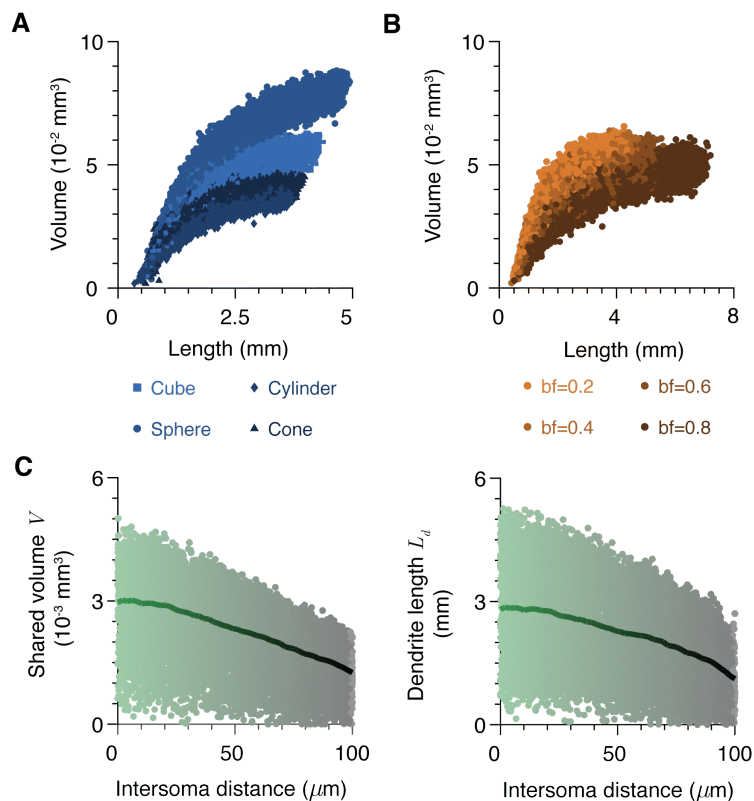 A
10
5
0
Volume (10⁻² mm³)
0
2.5
5
Length (mm)
Cube
Cylinder
Sphere
Cone
B
10
5
0
Volume (10⁻² mm³)
0
4
8
Length (mm)
bf=0.2
bf=0.6
bf=0.4
bf=0.8
C
6
3
0
Shared volume V
(10⁻³ mm³)
0
50
100
Intersoma distance (μm)
6
3
0
Dendrite length L_d
(mm)
0
50
100
Intersoma distance (μm)